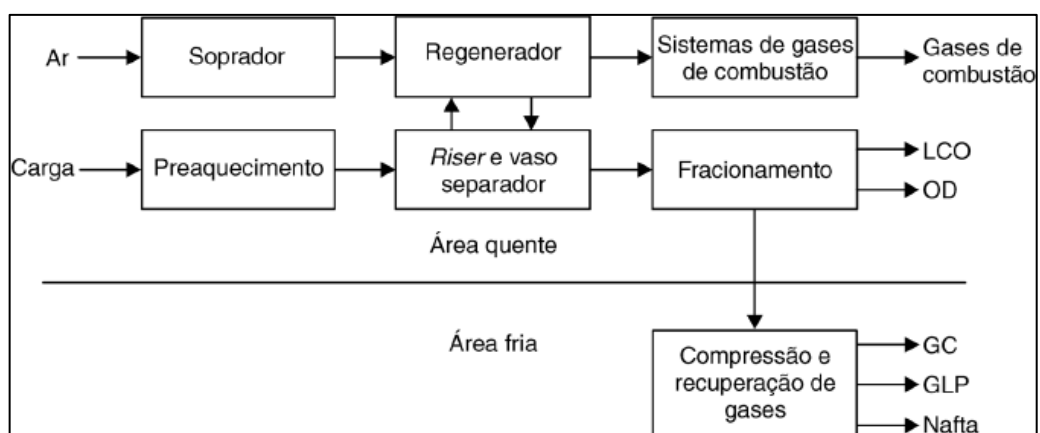 Ar
Soprador
Regenerador
Sistemas de gases
de combustão
Gases de
combustão
Carga
Preaquecimento
Riser e vaso
separador
Fracionamento
LCO
OD
Área quente
Área fria
Compressão e
recuperação de
gases
GC
GLP
Nafta